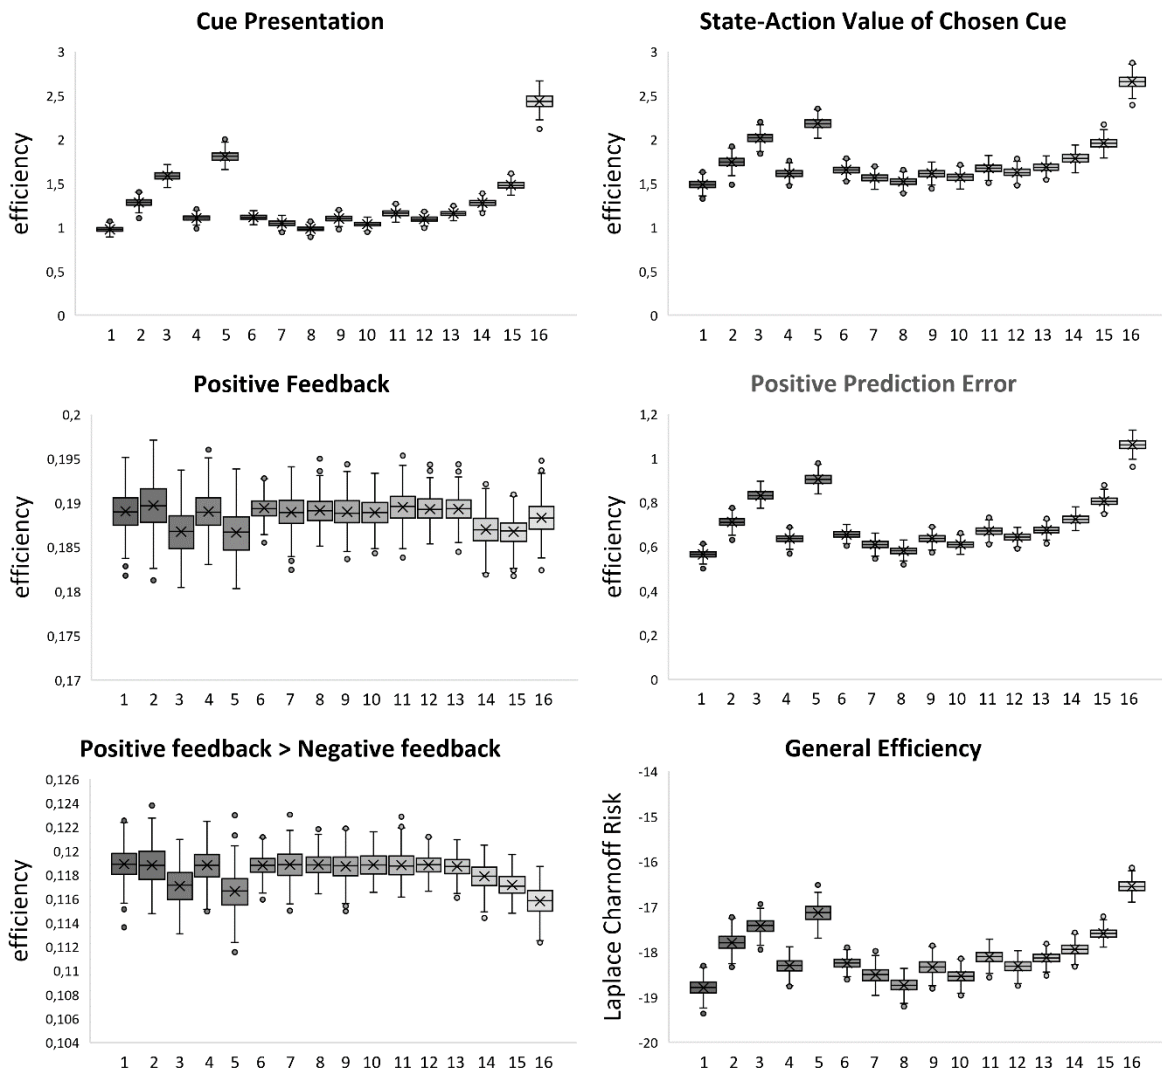 Cue Presentation
efficiency
3
2,5
2
1,5
1
0,5
0
1 2 3 4 5 6 7 8 9 10 11 12 13 14 15 16
State-Action Value of Chosen Cue
efficiency
3
2,5
2
1,5
1
0,5
0
1 2 3 4 5 6 7 8 9 10 11 12 13 14 15 16
Positive Feedback
efficiency
0,2
0,195
0,19
0,185
0,18
0,175
0,17
1 2 3 4 5 6 7 8 9 10 11 12 13 14 15 16
Positive Prediction Error
efficiency
1,2
1
0,8
0,6
0,4
0,2
0
1 2 3 4 5 6 7 8 9 10 11 12 13 14 15 16
Positive feedback > Negative feedback
efficiency
0,126
0,124
0,122
0,12
0,118
0,116
0,114
0,112
0,11
0,108
0,106
0,104
1 2 3 4 5 6 7 8 9 10 11 12 13 14 15 16
General Efficiency
Laplace Charnoff Risk
-14
-16
-17
-18
-19
-20
1 2 3 4 5 6 7 8 9 10 11 12 13 14 15 16